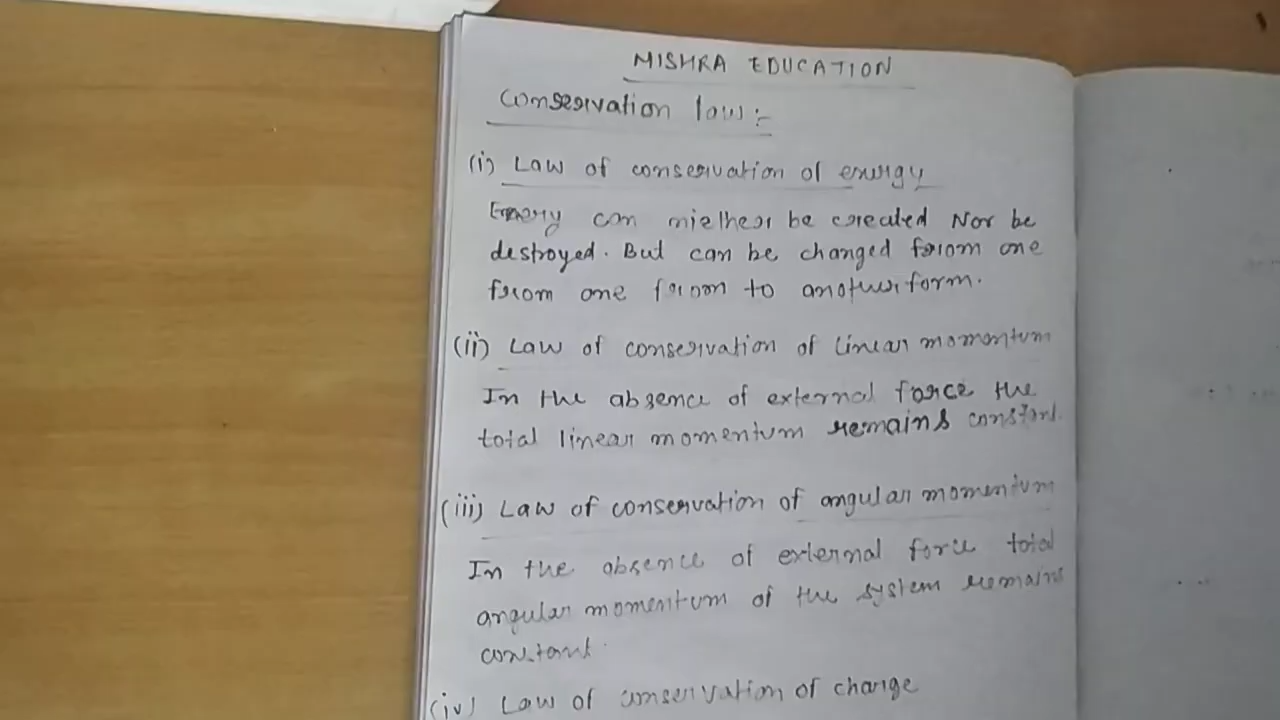 MISHRA EDUCATION
Conservation law :-
(i) Law of conservation of energy
can be created Nor be
destroyed. But can be changed from one
from one from to another form.
(ii) Law of conservation of linear momentum
In the absence of external force the
total linear momentum remains constant.
(iii) Law of conservation of angular momentum
In the absence of external force total
angular momentum of the system remains
constant.
(iv) Law of conservation of charge